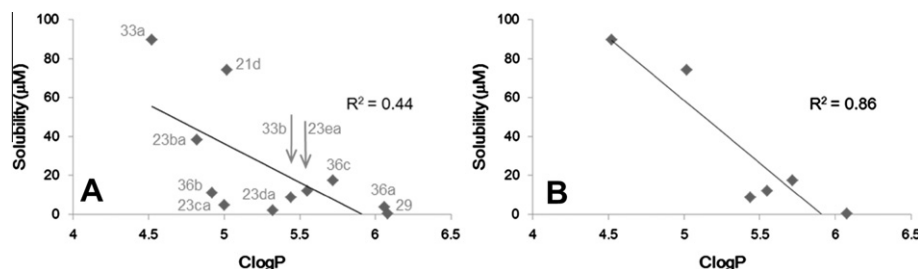 100
80
60
40
20
0
Solubility (µM)
33a
21d
R² = 0.44
33b
23ea
23ba
36c
36b
23ca
23da
36a
29
A
4
4.5
5
5.5
6
6.5
ClogP
100
80
60
40
20
0
Solubility (µM)
R² = 0.86
B
4
4.5
5
5.5
6
6.5
ClogP